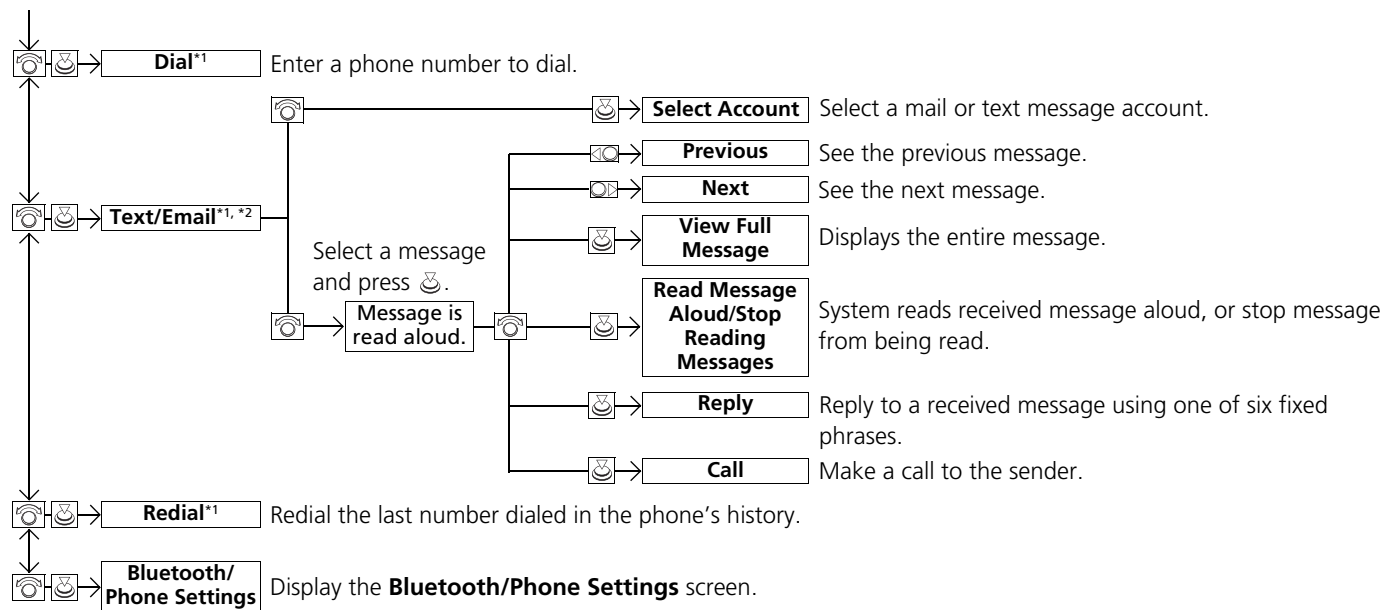 Dial*1 Enter a phone number to dial.
Select Account Select a mail or text message account.
Previous See the previous message.
Next See the next message.
Text/Email*1, *2
View Full
Message
Displays the entire message.
Select a message
and press
Message is
read aloud.
Read Message
Aloud/Stop
Reading
Messages
System reads received message aloud, or stop message
from being read.
Reply Reply to a received message using one of six fixed
phrases.
Call Make a call to the sender.
Redial*1 Redial the last number dialed in the phone’s history.
Bluetooth/
Phone Settings
Display the Bluetooth/Phone Settings screen.